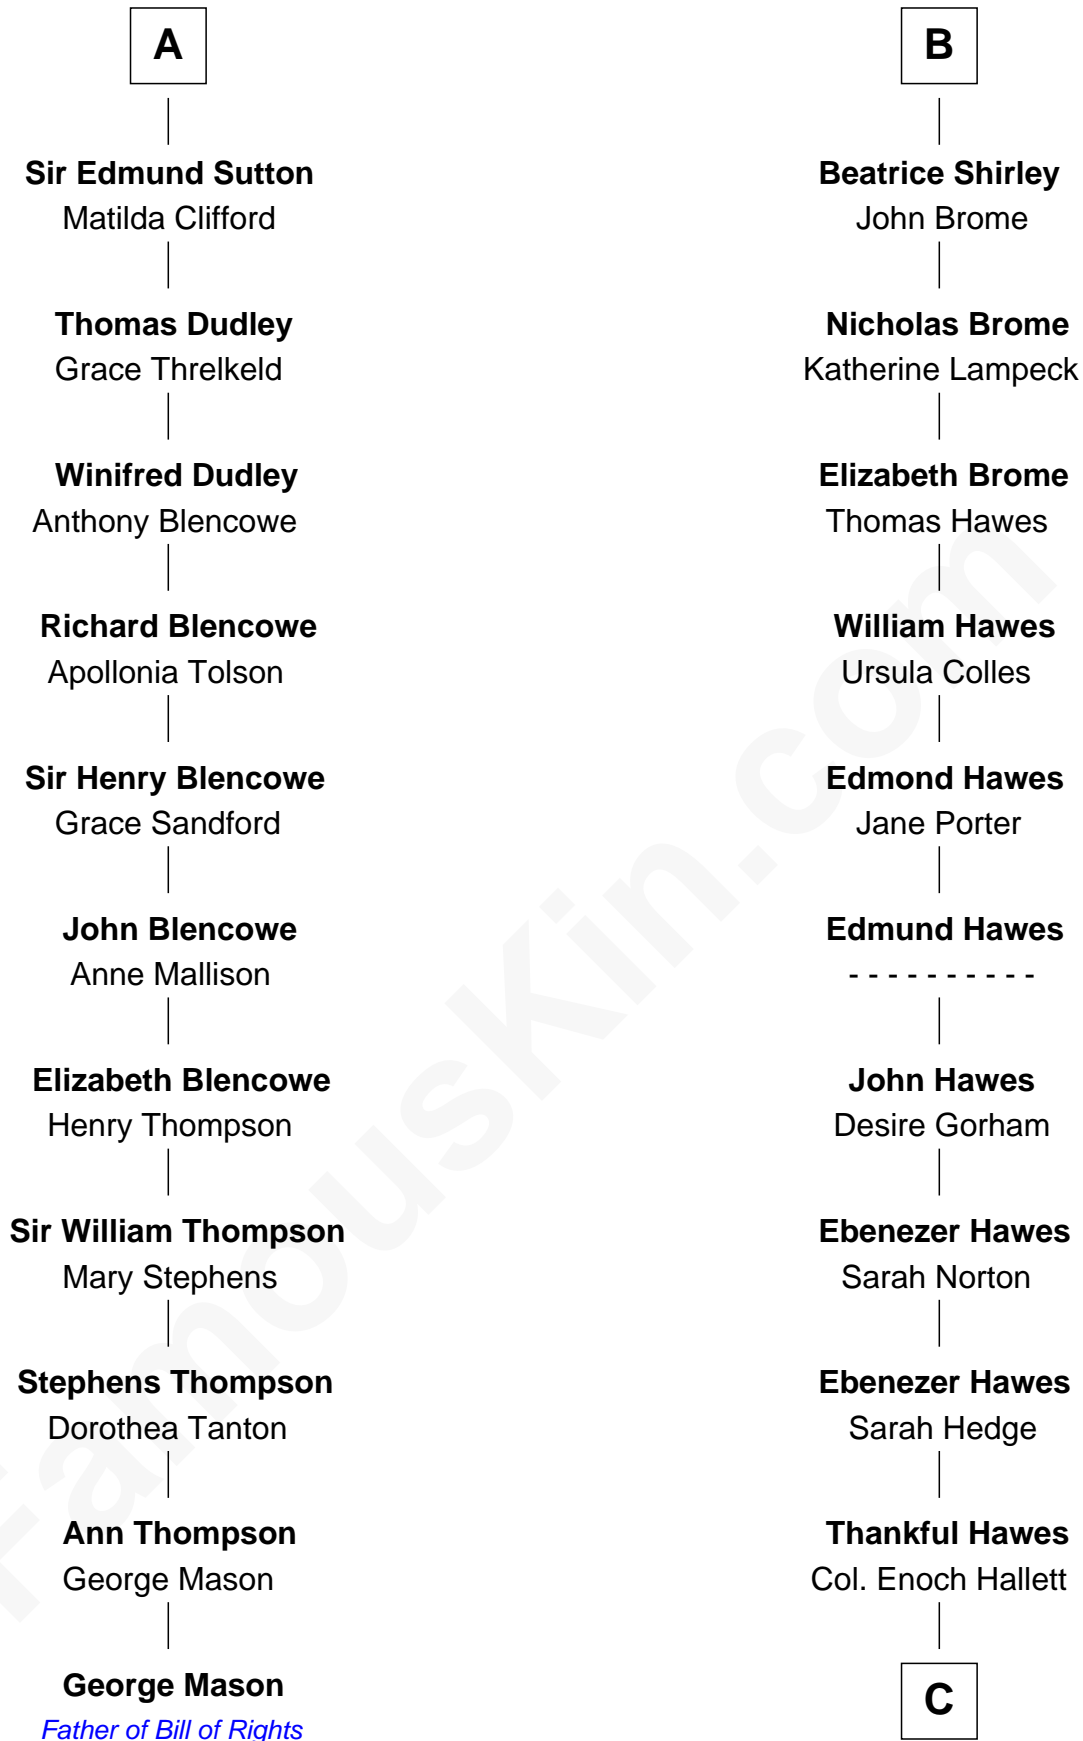 A
Sir Edmund Sutton
Matilda Clifford
Thomas Dudley
Grace Threlkeld
Winifred Dudley
Anthony Blencowe
Richard Blencowe
Apollonia Tolson
Sir Henry Blencowe
Grace Sandford
John Blencowe
Anne Mallison
Elizabeth Blencowe
Henry Thompson
Sir William Thompson
Mary Stephens
Stephens Thompson
Dorothea Tanton
Ann Thompson
George Mason
George Mason
Father of Bill of Rights
B
Beatrice Shirley
John Brome
Nicholas Brome
Katherine Lampeck
Elizabeth Brome
Thomas Hawes
William Hawes
Ursula Colles
Edmond Hawes
Jane Porter
Edmund Hawes
- - - - - - - - - -
John Hawes
Desire Gorham
Ebenezer Hawes
Sarah Norton
Ebenezer Hawes
Sarah Hedge
Thankful Hawes
Col. Enoch Hallett
C
FamousKin.com